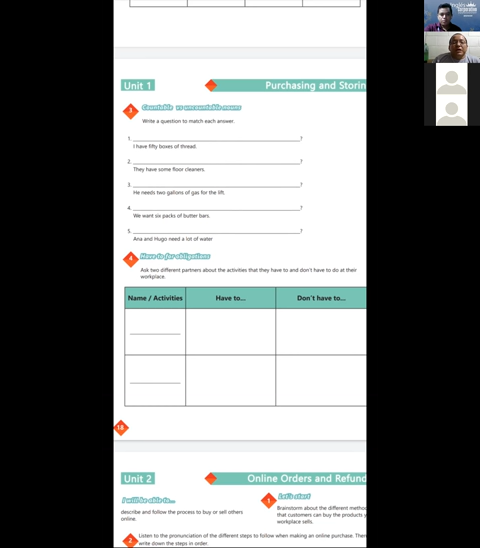 Inglés
Corporativo
Unit 1
Purchasing and Storin
3
Countable vs uncountable nouns
Write a question to match each answer.
1. ?
I have fifty boxes of thread.
2. ?
They have some floor cleaners.
3. ?
He needs two gallons of gas for the lift.
4. ?
We want six packs of butter bars.
5. ?
Ana and Hugo need a lot of water
4
Have to for obligations
Ask two different partners about the activities that they have to and don't have to do at their
workplace.
Name / Activities Have to... Don't have to...
18
Unit 2
Online Orders and Refund
I will be able to...
describe and follow the process to buy or sell others
online.
1
Let's start
Brainstorm about the different method
that customers can buy the products y
workplace sells.
2
Listen to the pronunciation of the different steps to follow when making an online purchase. Then
write down the steps in order.